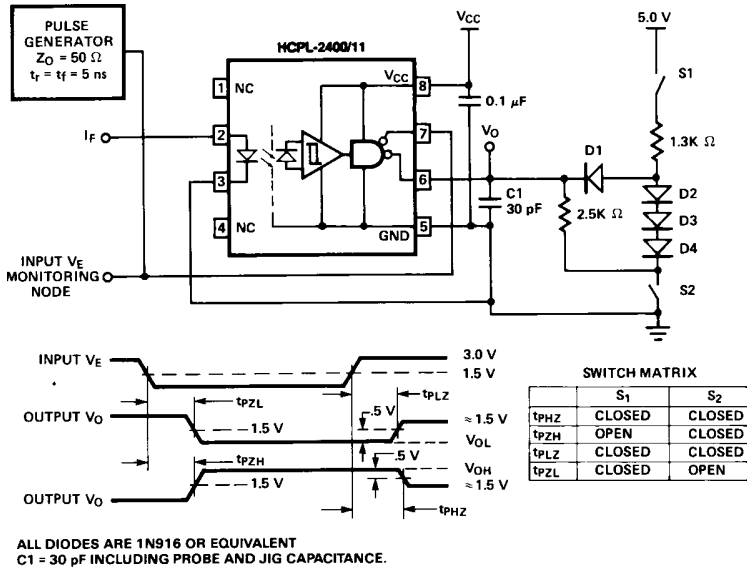 PULSE
GENERATOR
Z_O = 50 Ω
t_r = t_f = 5 ns
HCPL-2400/11
V_CC
5.0 V
S1
1 NC
V_CC 8
0.1 µF
I_F
2
7
V_O
D1
1.3K Ω
3
6
C1
30 pF
2.5K Ω
D2
D3
D4
4 NC
GND 5
INPUT V_E
MONITORING
NODE
S2
INPUT V_E
3.0 V
1.5 V
t_PZL
t_PLZ
OUTPUT V_O
1.5 V
.5 V
≈ 1.5 V
V_OL
t_PZH
.5 V
V_OH
OUTPUT V_O
1.5 V
≈ 1.5 V
t_PHZ
SWITCH MATRIX
S_1 S_2
t_PHZ CLOSED CLOSED
t_PZH OPEN CLOSED
t_PLZ CLOSED CLOSED
t_PZL CLOSED OPEN
ALL DIODES ARE 1N916 OR EQUIVALENT
C1 = 30 pF INCLUDING PROBE AND JIG CAPACITANCE.